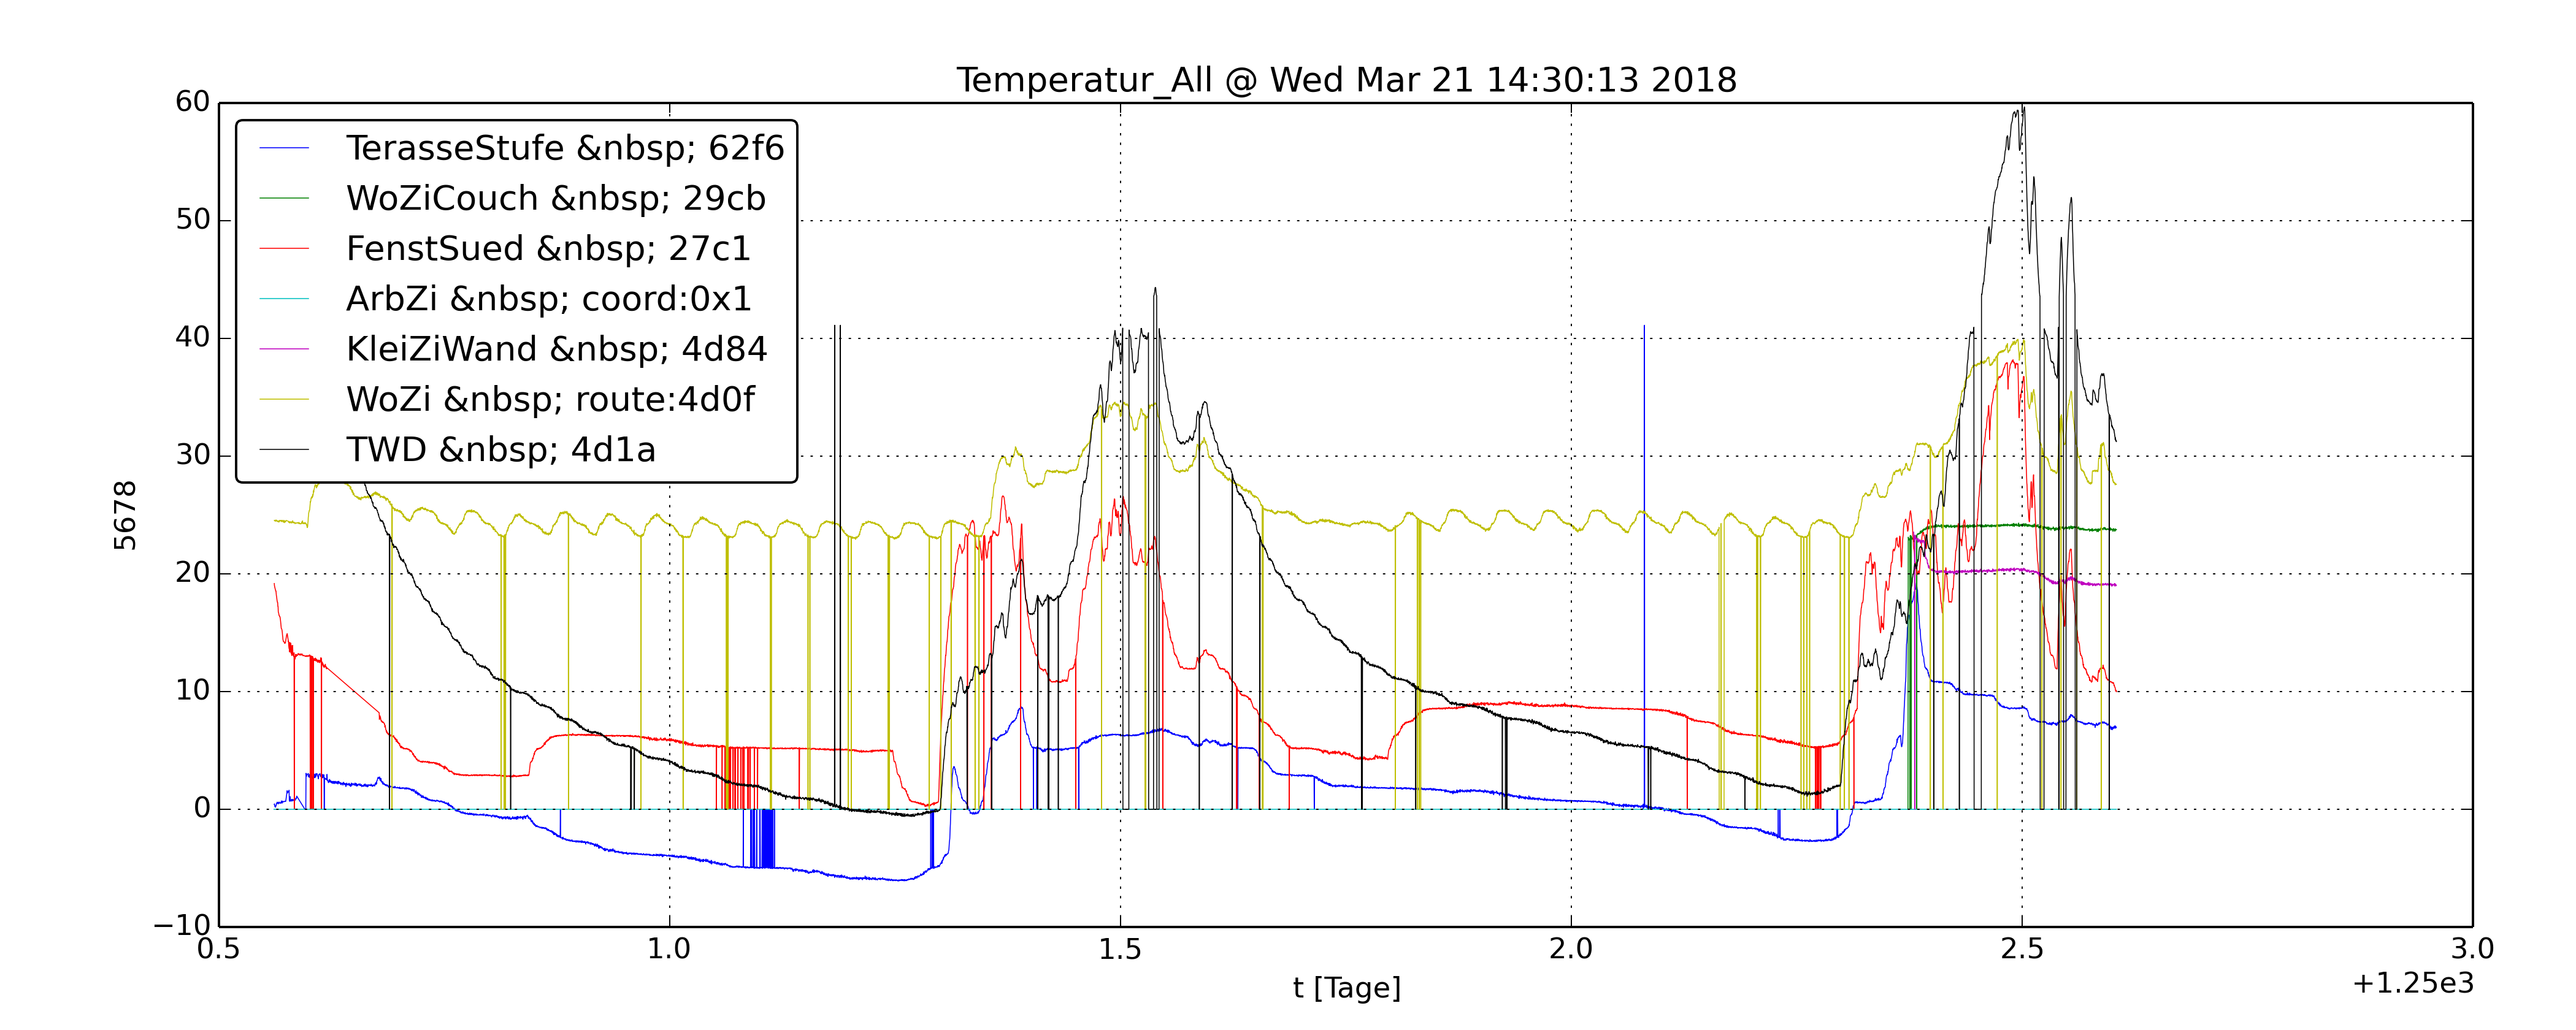 Temperatur_All @ Wed Mar 21 14:30:13 2018
60
50
40
30
20
10
0
−10
5678
TerasseStufe &nbsp; 62f6
WoZiCouch &nbsp; 29cb
FenstSued &nbsp; 27c1
ArbZi &nbsp; coord:0x1
KleiZiWand &nbsp; 4d84
WoZi &nbsp; route:4d0f
TWD &nbsp; 4d1a
0.5 1.0 1.5 2.0 2.5 3.0
t [Tage]
+1.25e3